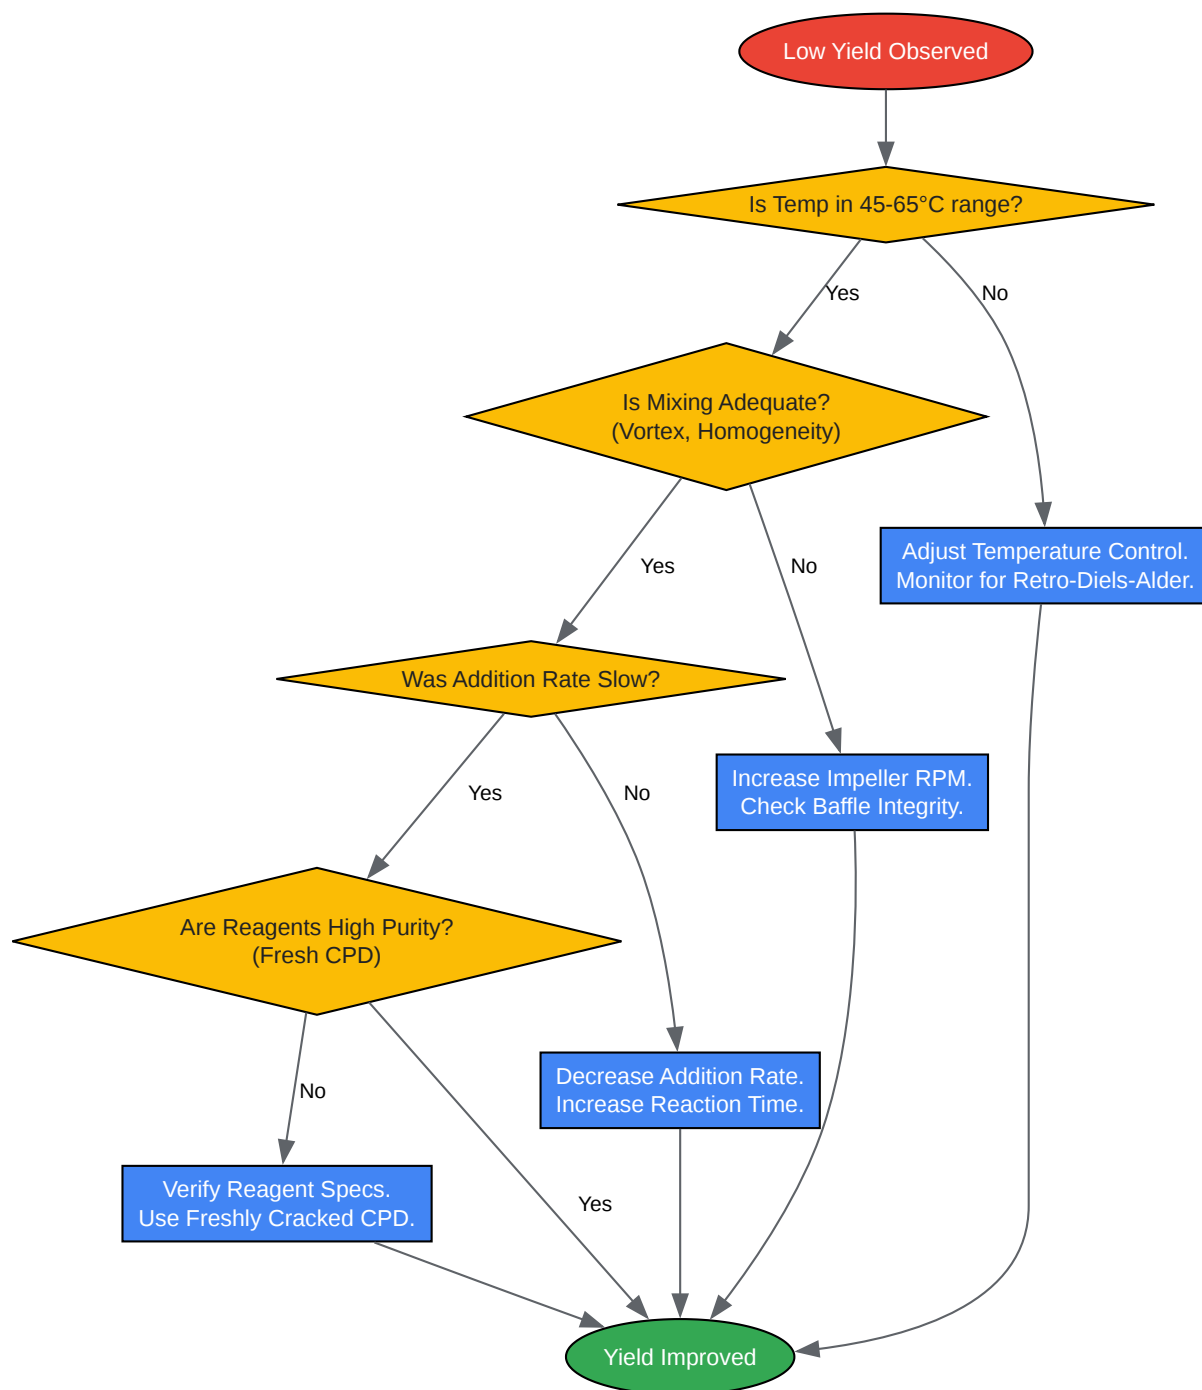 Low Yield Observed
Is Temp in 45-65°C range?
Yes
No
Is Mixing Adequate?
(Vortex, Homogeneity)
Adjust Temperature Control.
Monitor for Retro-Diels-Alder.
Yes
No
Was Addition Rate Slow?
Increase Impeller RPM.
Check Baffle Integrity.
Yes
No
Are Reagents High Purity?
(Fresh CPD)
Decrease Addition Rate.
Increase Reaction Time.
No
Verify Reagent Specs.
Use Freshly Cracked CPD.
Yes
Yield Improved